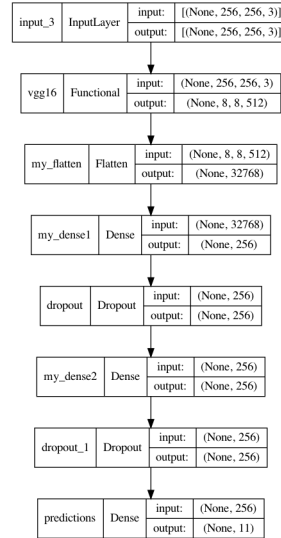 input_3 InputLayer input: [(None, 256, 256, 3)]
output: [(None, 256, 256, 3)]
vgg16 Functional input: (None, 256, 256, 3)
output: (None, 8, 8, 512)
my_flatten Flatten input: (None, 8, 8, 512)
output: (None, 32768)
my_dense1 Dense input: (None, 32768)
output: (None, 256)
dropout Dropout input: (None, 256)
output: (None, 256)
my_dense2 Dense input: (None, 256)
output: (None, 256)
dropout_1 Dropout input: (None, 256)
output: (None, 256)
predictions Dense input: (None, 256)
output: (None, 11)